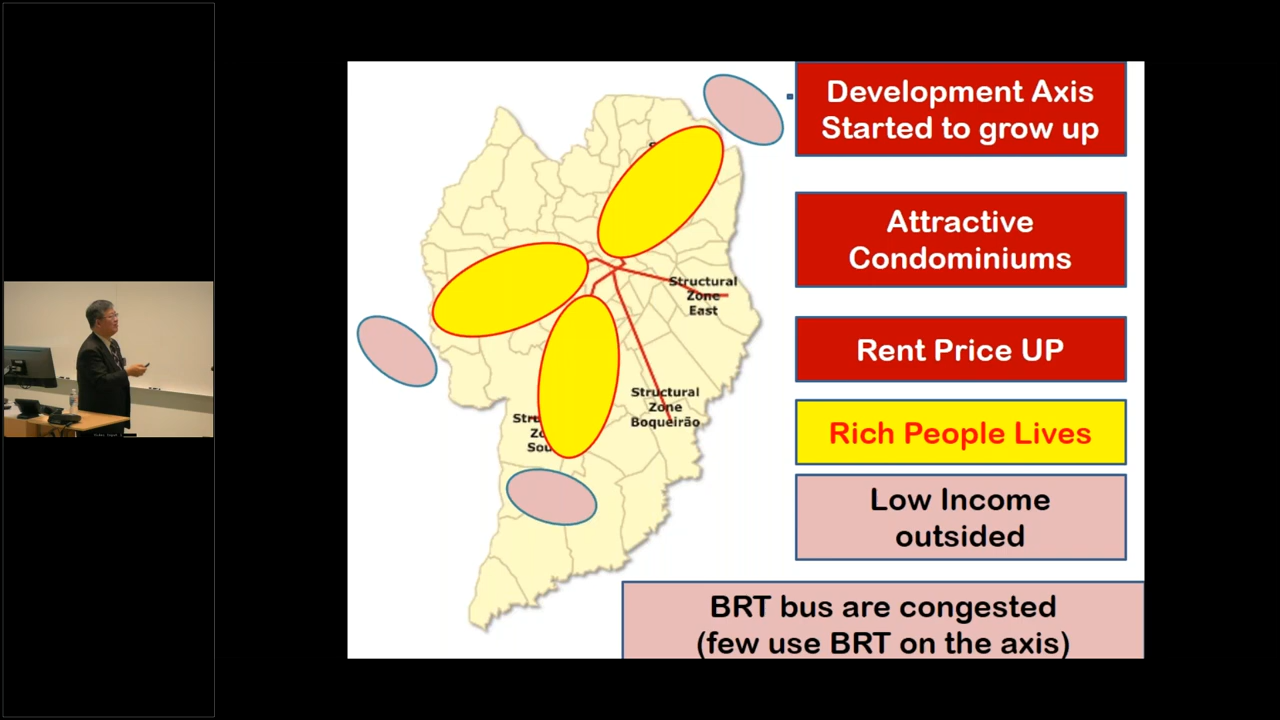 Development Axis
Started to grow up
Attractive
Condominiums
Rent Price UP
Rich People Lives
Low Income
outsided
BRT bus are congested
(few use BRT on the axis)
Structural
Zone
East
Structural
Zone
Boqueirão